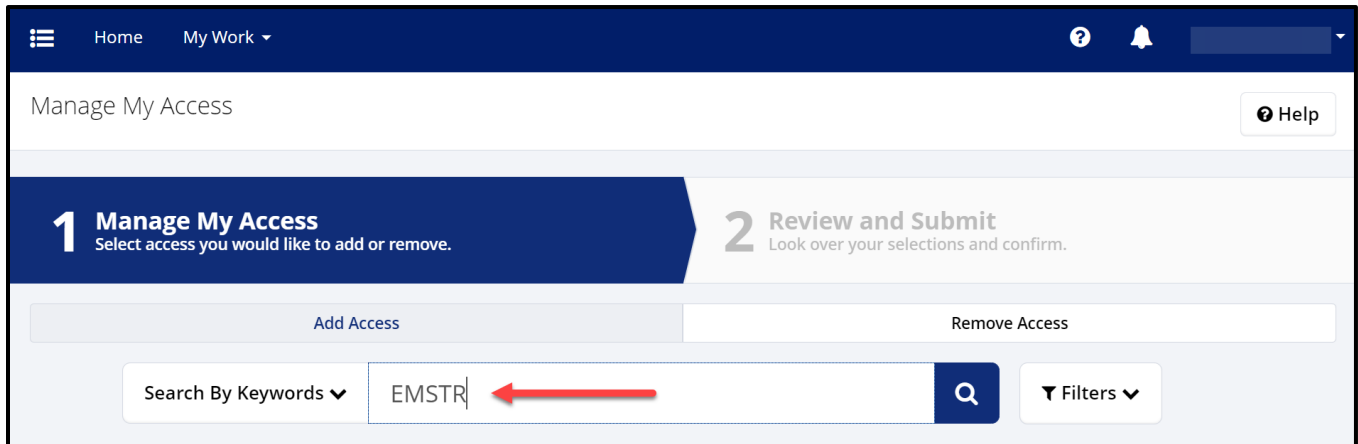 Home My Work
Manage My Access
Help
1 Manage My Access
Select access you would like to add or remove.
2 Review and Submit
Look over your selections and confirm.
Add Access
Remove Access
Search By Keywords
EMSTR
Filters